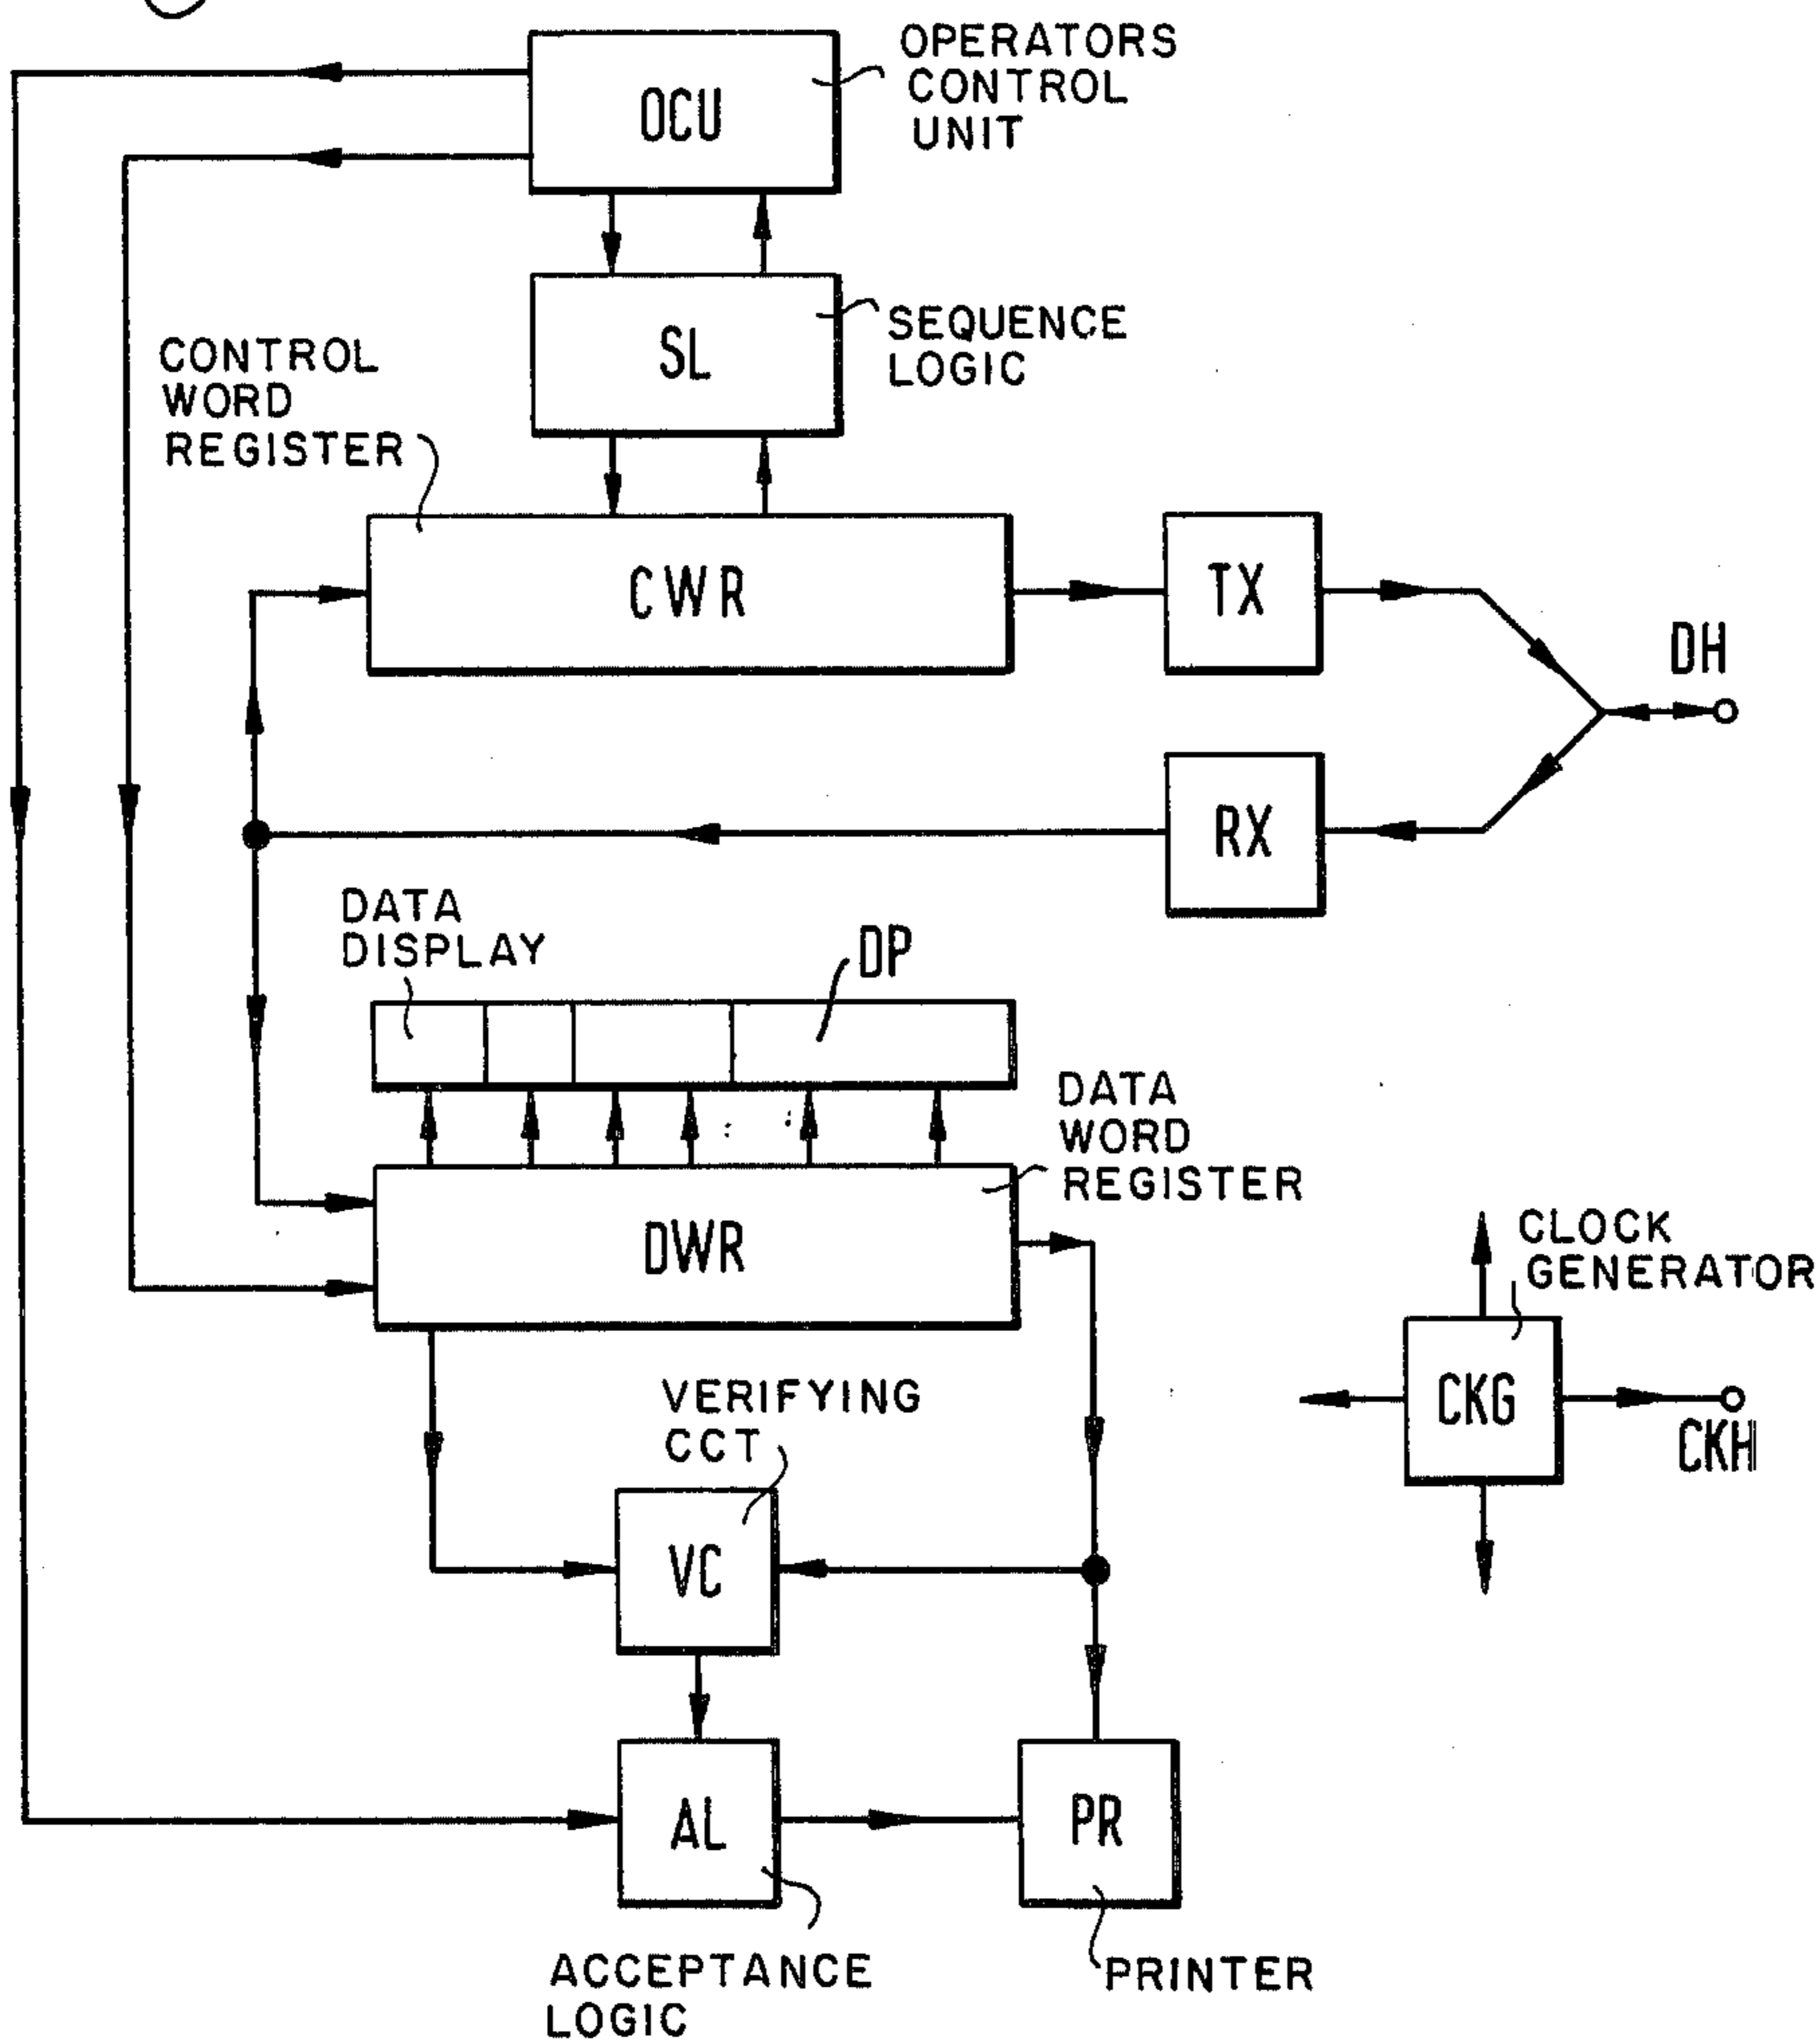 OPERATORS
CONTROL
UNIT
OCU
SL
SEQUENCE
LOGIC
CONTROL
WORD
REGISTER
CWR
TX
DH
RX
DATA
DISPLAY
DP
DATA
WORD
REGISTER
DWR
CLOCK
GENERATOR
CKG
CKH
VERIFYING
CCT
VC
AL
PR
ACCEPTANCE
LOGIC
PRINTER